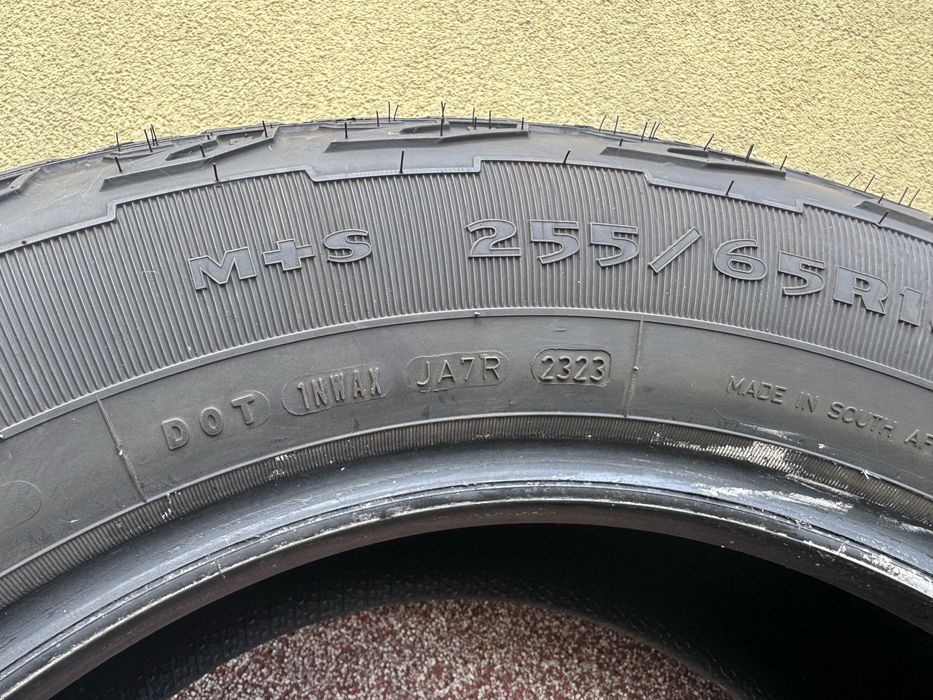 M+S 255/65R1
DOT 1NWAX JA7R 2323
MADE IN SOUTH AF